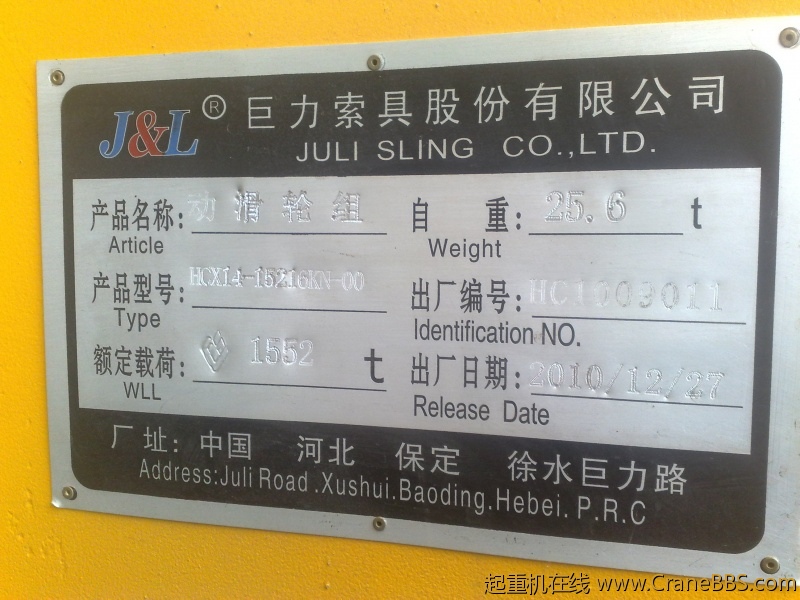 J&L ® 巨力索具股份有限公司
JULI SLING CO.,LTD.
产品名称: 动滑轮组 自 重: 25.6 t
Article Weight
产品型号: HCX14-15216KN-00 出厂编号: HC1003011
Type Identification NO.
额定载荷: 1552 t 出厂日期: 2010/12/27
WLL Release Date
厂址: 中国 河北 保定 徐水巨力路
Address:Juli Road.Xushui.Baoding.Hebei.P.R.C
起重机在线 www.CraneBBS.com